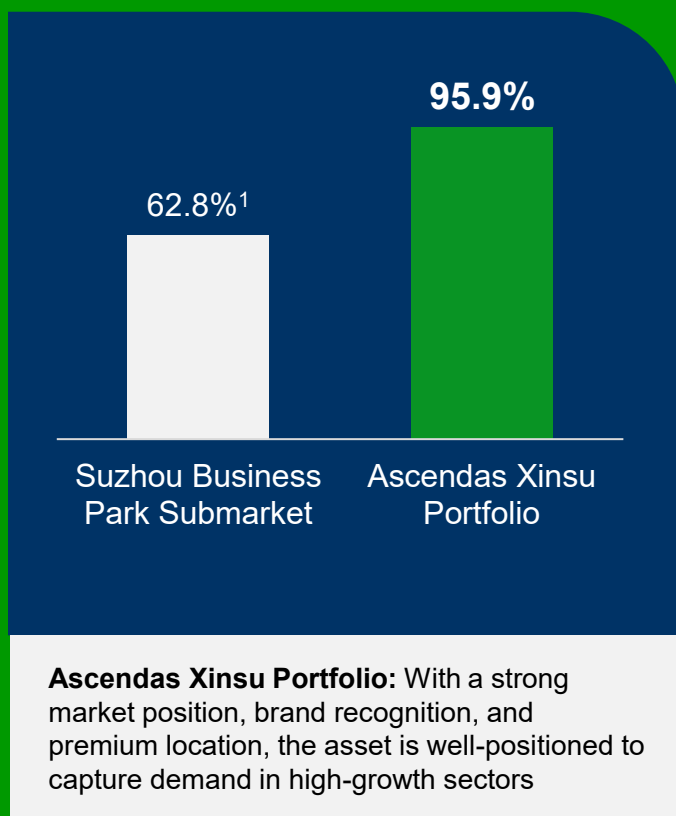 95.9%
62.8%¹
Suzhou Business
Park Submarket
Ascendas Xinsu
Portfolio
Ascendas Xinsu Portfolio: With a strong
market position, brand recognition, and
premium location, the asset is well-positioned to
capture demand in high-growth sectors